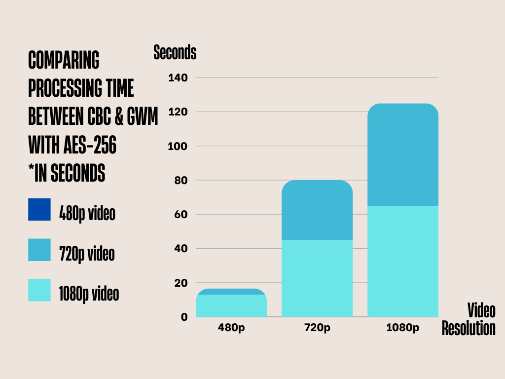 COMPARING
PROCESSING TIME
BETWEEN CBC & GWM
WITH AES-256
*IN SECONDS
480p video
720p video
1080p video
Seconds
140
120
100
80
60
40
20
0
480p
720p
1080p
Video
Resolution